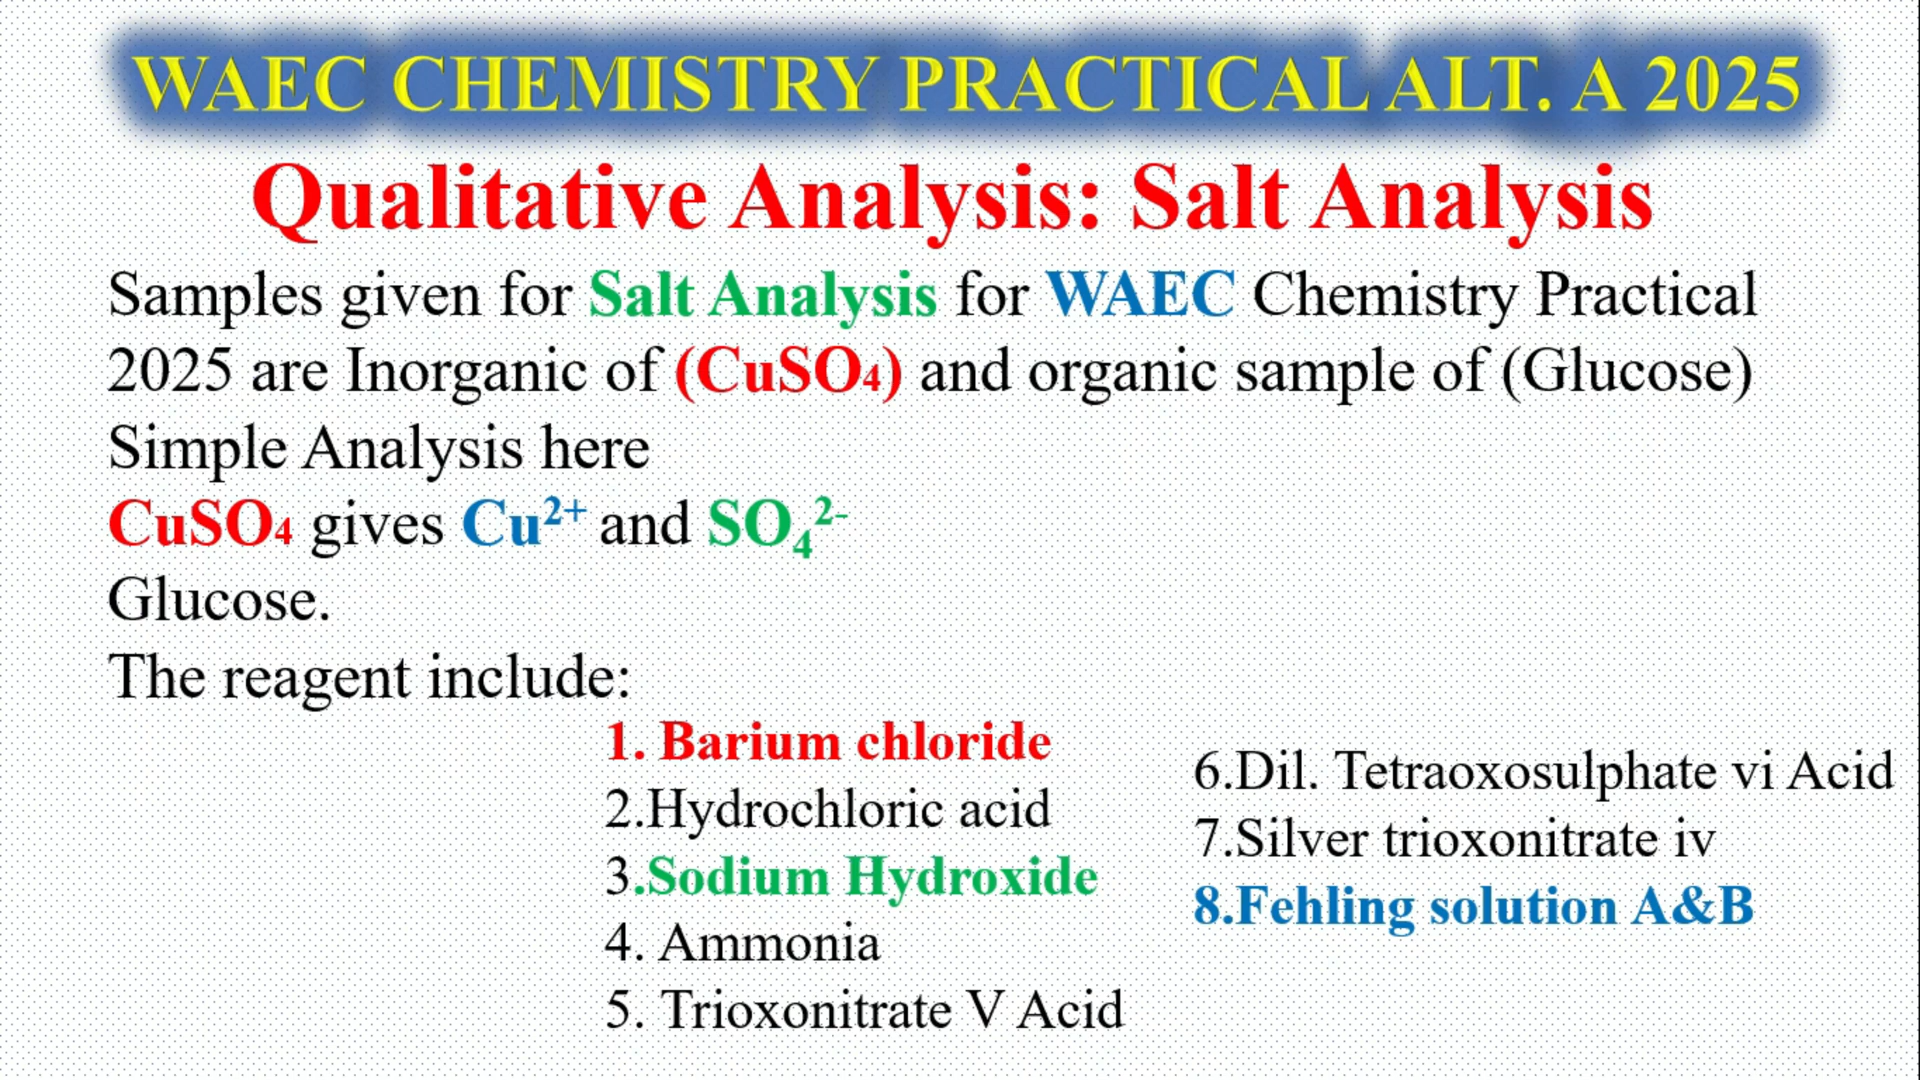 WAEC CHEMISTRY PRACTICAL ALT. A 2025
Qualitative Analysis: Salt Analysis
Samples given for Salt Analysis for WAEC Chemistry Practical
2025 are Inorganic of (CuSO₄) and organic sample of (Glucose)
Simple Analysis here
CuSO₄ gives Cu²⁺ and SO₄²⁻
Glucose.
The reagent include:
1. Barium chloride
2.Hydrochloric acid
3.Sodium Hydroxide
4. Ammonia
5. Trioxonitrate V Acid
6.Dil. Tetraoxosulphate vi Acid
7.Silver trioxonitrate iv
8.Fehling solution A&B